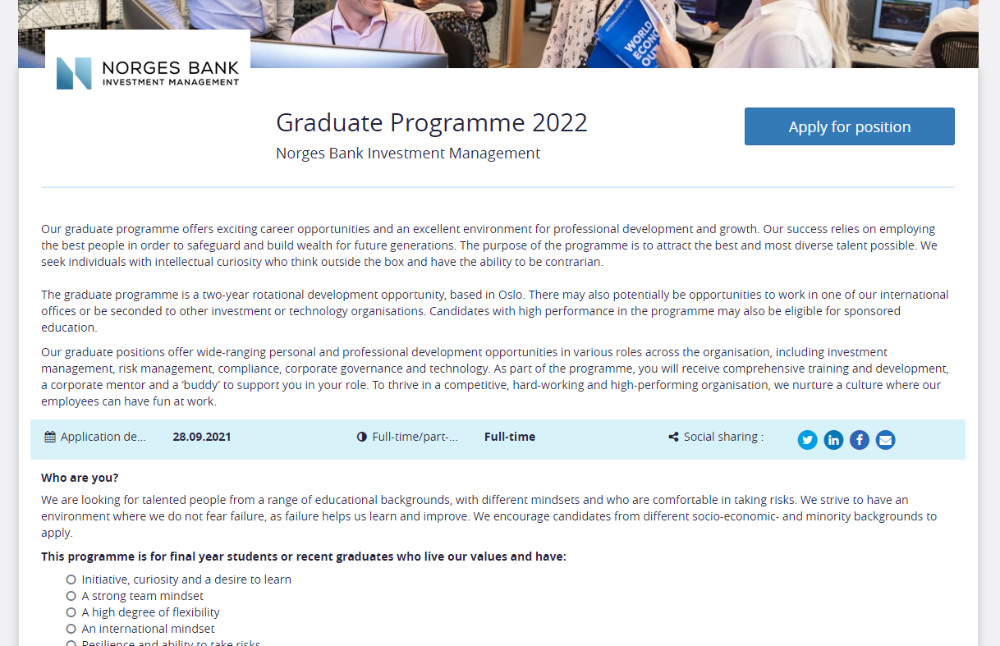 WORLD
ECONO
OUT
NORGES BANK
INVESTMENT MANAGEMENT
Graduate Programme 2022
Apply for position
Norges Bank Investment Management
Our graduate programme offers exciting career opportunities and an excellent environment for professional development and growth. Our success relies on employing
the best people in order to safeguard and build wealth for future generations. The purpose of the programme is to attract the best and most diverse talent possible. We
seek individuals with intellectual curiosity who think outside the box and have the ability to be contrarian.
The graduate programme is a two-year rotational development opportunity, based in Oslo. There may also potentially be opportunities to work in one of our international
offices or be seconded to other investment or technology organisations. Candidates with high performance in the programme may also be eligible for sponsored
education.
Our graduate positions offer wide-ranging personal and professional development opportunities in various roles across the organisation, including investment
management, risk management, compliance, corporate governance and technology. As part of the programme, you will receive comprehensive training and development,
a corporate mentor and a ‘buddy’ to support you in your role. To thrive in a competitive, hard-working and high-performing organisation, we nurture a culture where our
employees can have fun at work.
Application de... 28.09.2021 Full-time/part-... Full-time Social sharing :
Who are you?
We are looking for talented people from a range of educational backgrounds, with different mindsets and who are comfortable in taking risks. We strive to have an
environment where we do not fear failure, as failure helps us learn and improve. We encourage candidates from different socio-economic- and minority backgrounds to
apply.
This programme is for final year students or recent graduates who live our values and have:
Initiative, curiosity and a desire to learn
A strong team mindset
A high degree of flexibility
An international mindset
Resilience and ability to take risks